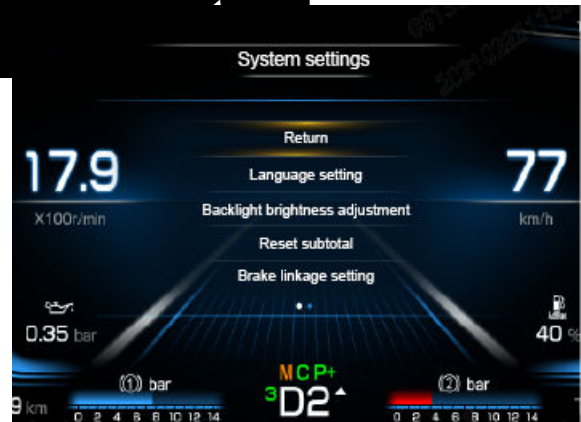 System settings
Return
17.9
Language setting
77
X100r/min
Backlight brightness adjustment
km/h
Reset subtotal
Brake linkage setting
0.35 bar
AdBlue
40 %
MCP+
(1) bar
3D2
(2) bar
9 km
0 2 4 6 8 10 12 14
0 2 4 6 8 10 12 14